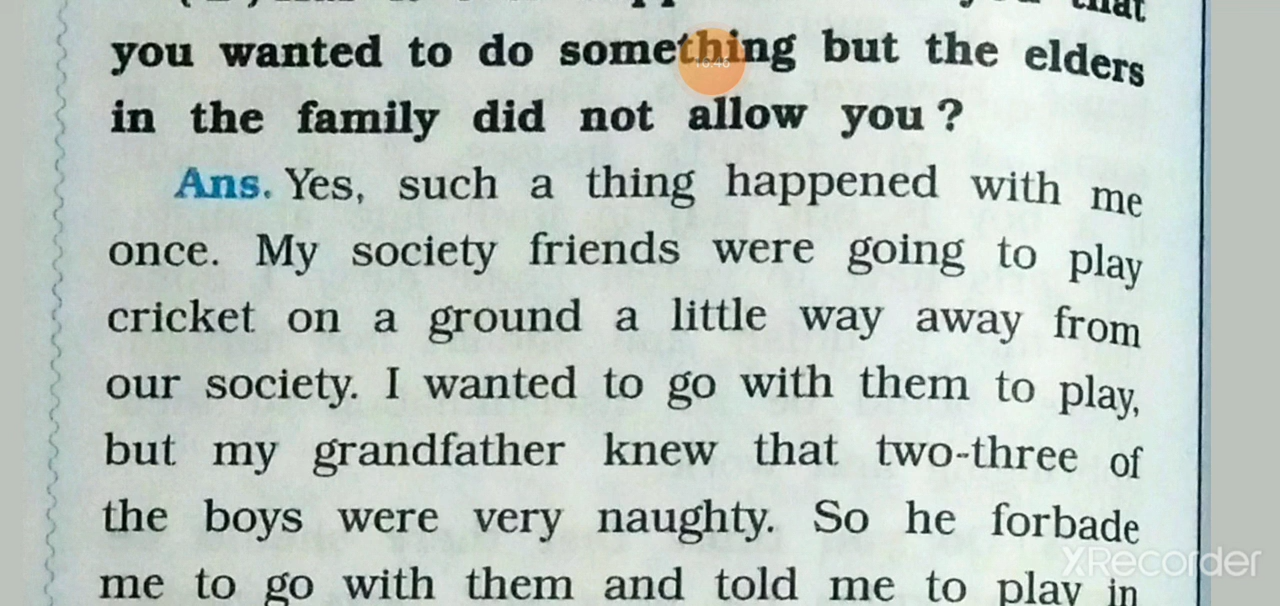 that
you wanted to do something but the elders
in the family did not allow you ?
Ans. Yes, such a thing happened with me
once. My society friends were going to play
cricket on a ground a little way away from
our society. I wanted to go with them to play,
but my grandfather knew that two-three of
the boys were very naughty. So he forbade
me to go with them and told me to play in
XRecorder